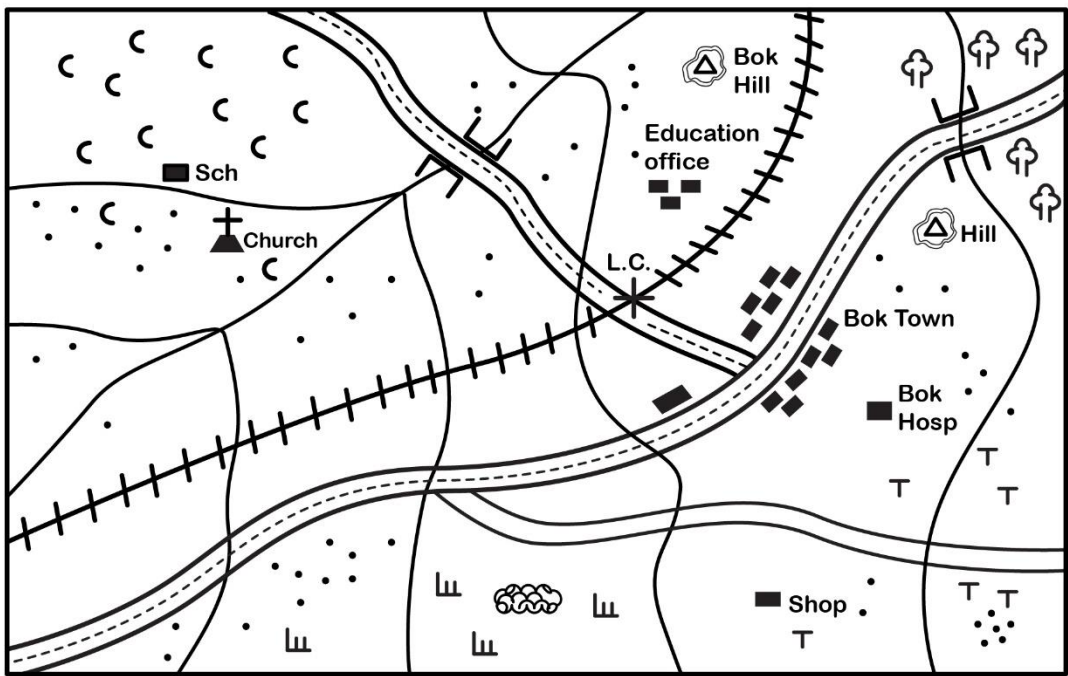 Bok
Hill
Education
office
Sch
Church
Hill
L.C.
Bok Town
Bok
Hosp
Shop